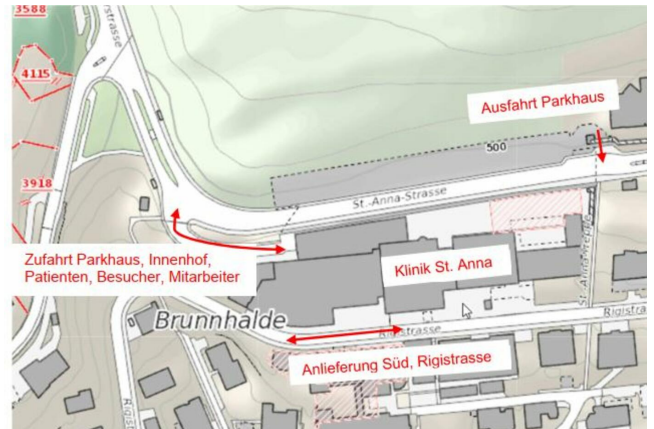 3588
4115
3918
Ausfahrt Parkhaus
500
St.-Anna-Strasse
Zufahrt Parkhaus, Innenhof,
Patienten, Besucher, Mitarbeiter
Klinik St. Anna
Brunnhalde
Anlieferung Süd, Rigistrasse